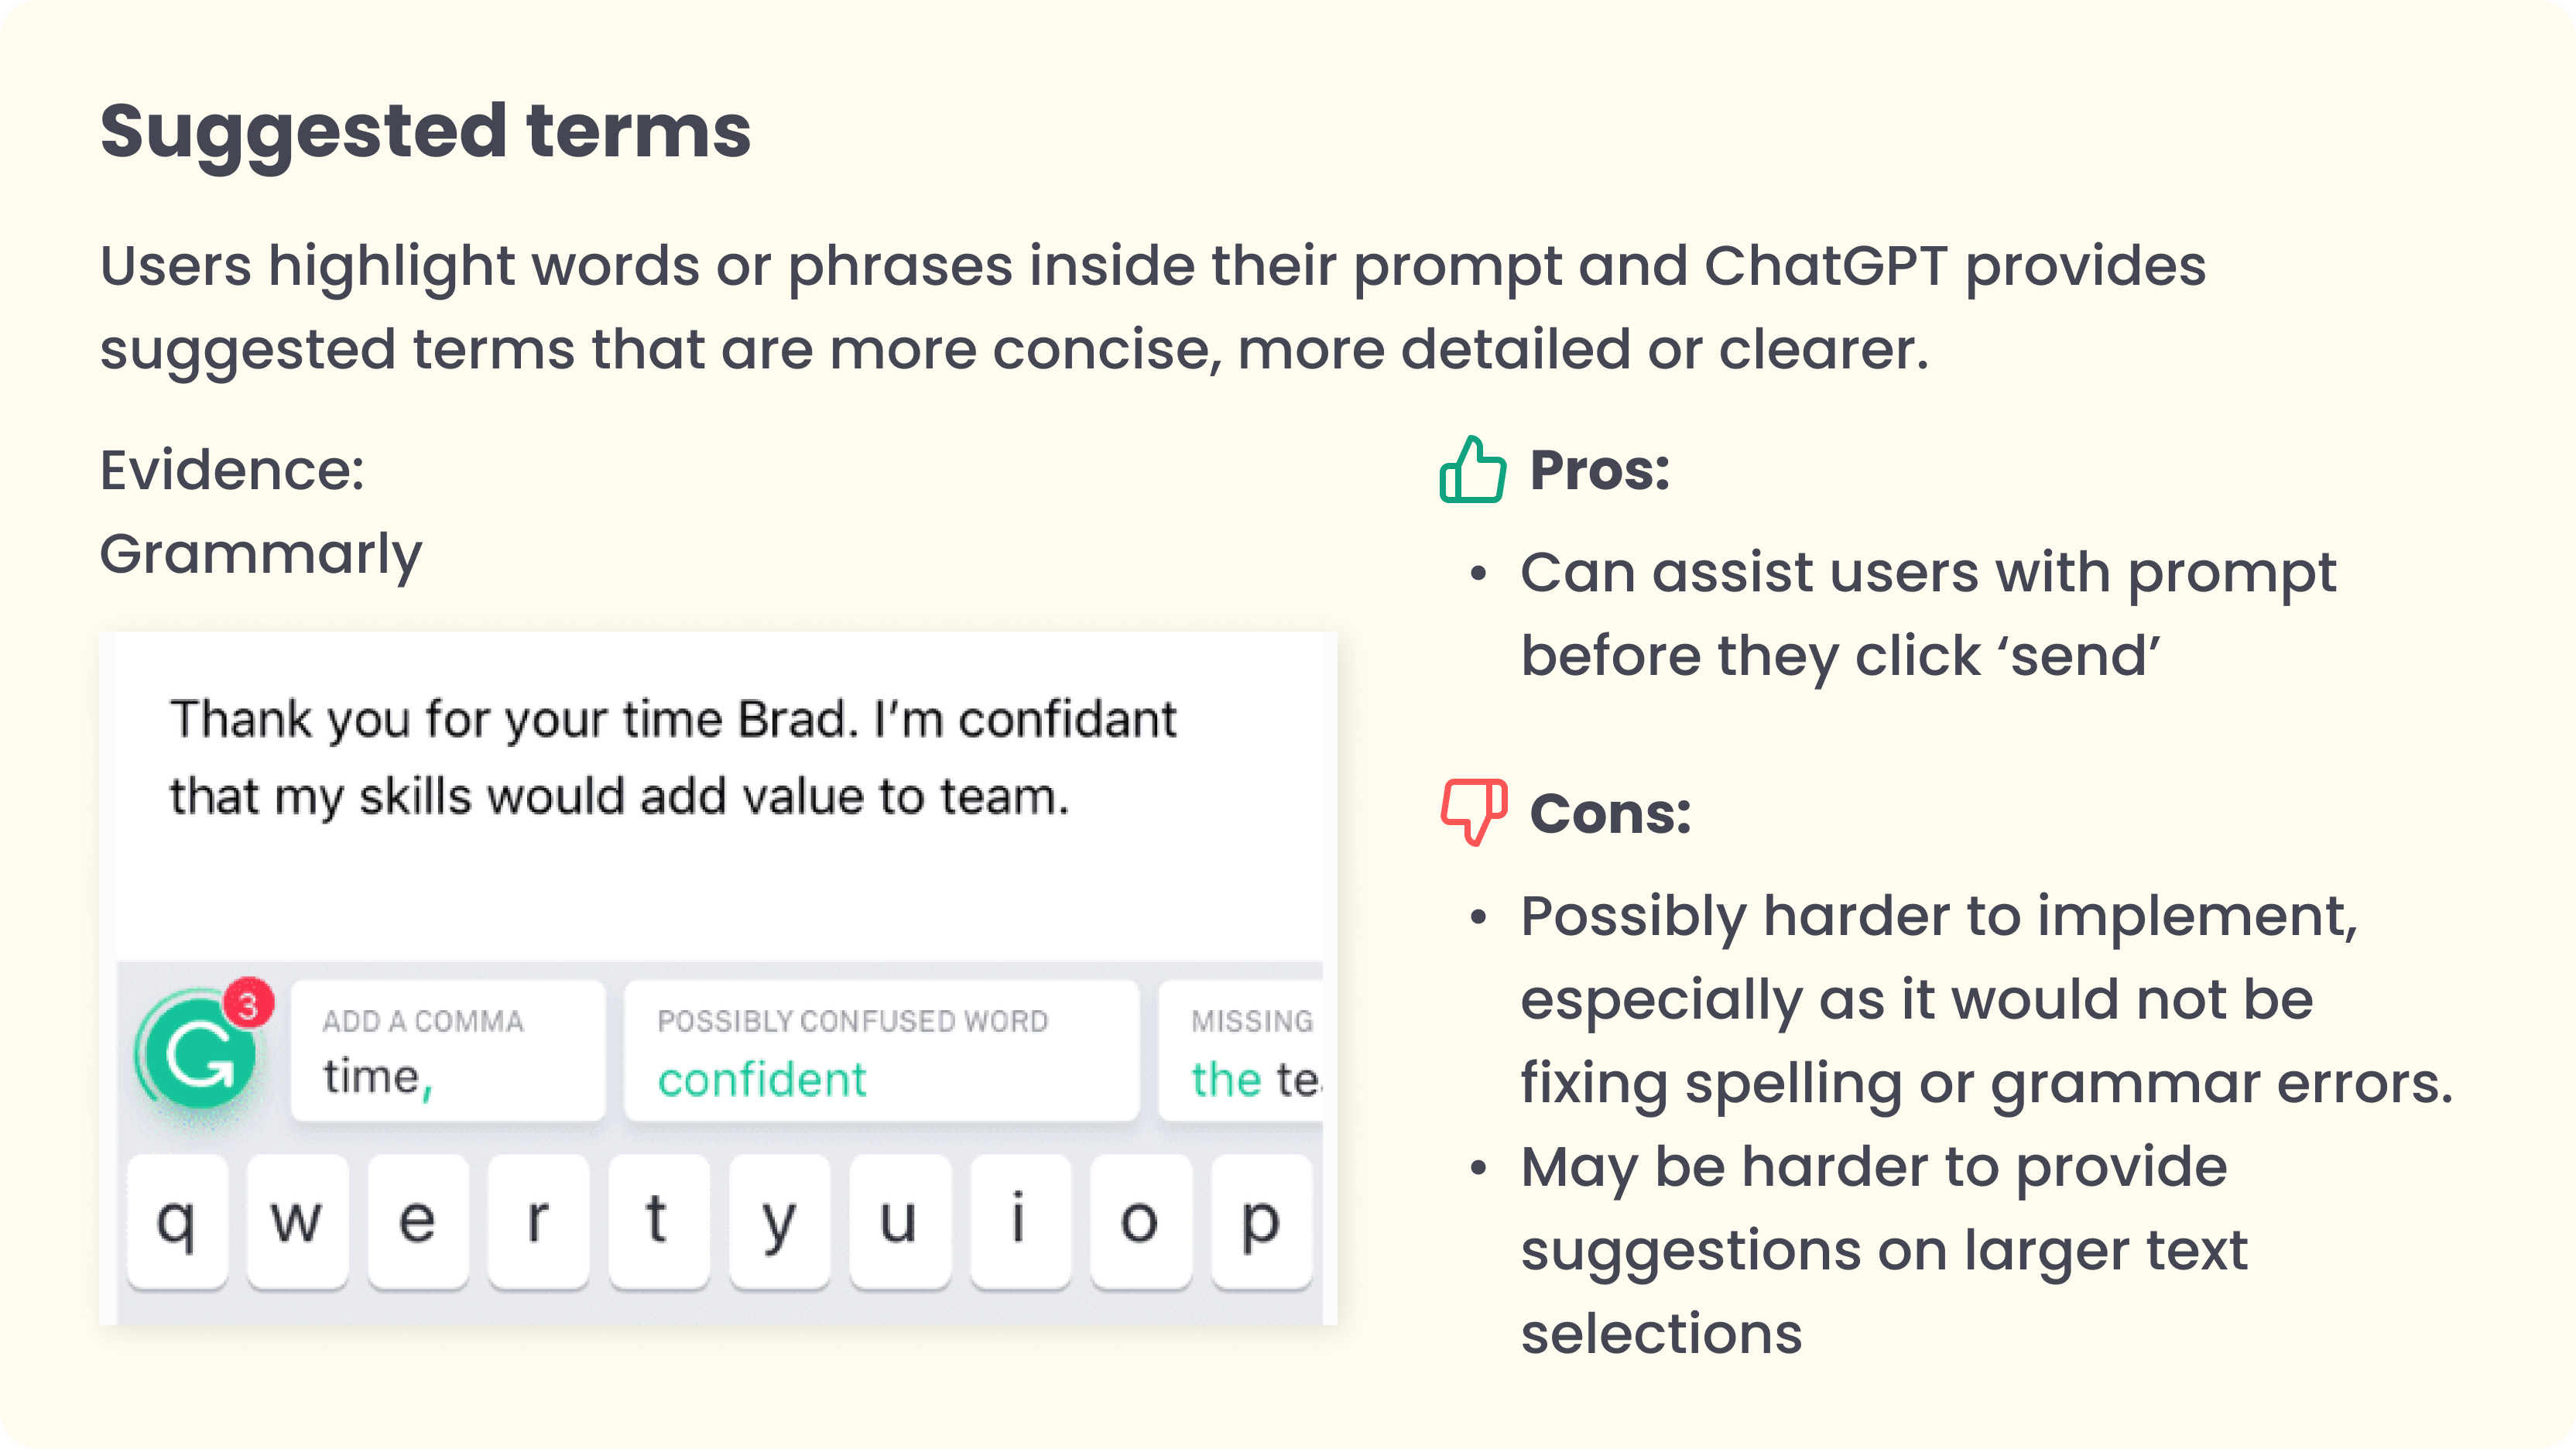 Suggested terms
Users highlight words or phrases inside their prompt and ChatGPT provides
suggested terms that are more concise, more detailed or clearer.
Evidence:
Grammarly
Thank you for your time Brad. I’m confidant
that my skills would add value to team.
3
ADD A COMMA
time,
POSSIBLY CONFUSED WORD
confident
MISSING
the te
q w e r t y u i o p
Pros:
• Can assist users with prompt
before they click ‘send’
Cons:
• Possibly harder to implement,
especially as it would not be
fixing spelling or grammar errors.
• May be harder to provide
suggestions on larger text
selections